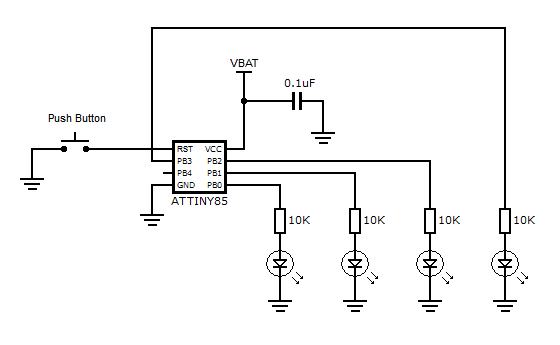 VBAT
0.1uF
Push Button
RST VCC
PB3 PB2
PB4 PB1
GND PB0
ATTINY85
10K 10K 10K 10K